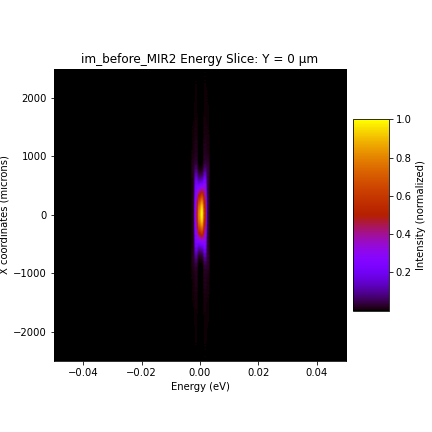 im_before_MIR2 Energy Slice: Y = 0 μm
X coordinates (microns)
2000
1000
0
−1000
−2000
−0.04 −0.02 0.00 0.02 0.04
Energy (eV)
1.0
0.8
0.6
0.4
0.2
Intensity (normalized)